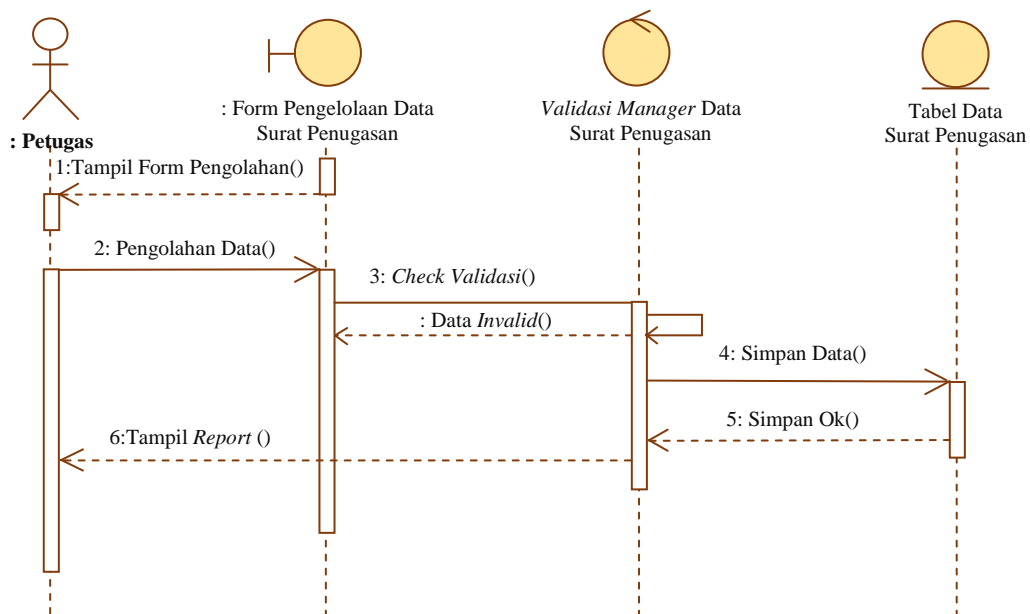 : Petugas
: Form Pengelolaan Data
Surat Penugasan
Validasi Manager Data
Surat Penugasan
Tabel Data
Surat Penugasan
1:Tampil Form Pengolahan()
2: Pengolahan Data()
3: Check Validasi()
: Data Invalid()
4: Simpan Data()
5: Simpan Ok()
6:Tampil Report ()